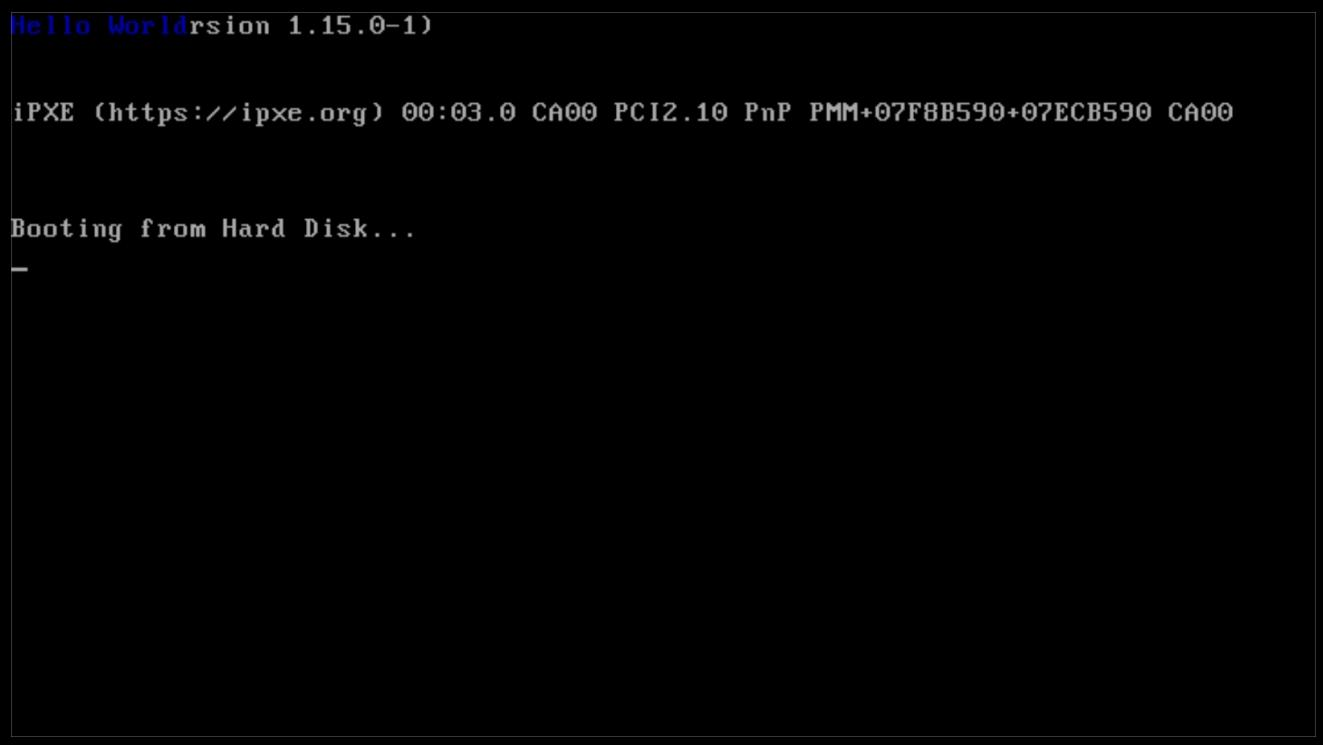 Hello Worldrsion 1.15.0-1)
iPXE (https://ipxe.org) 00:03.0 CA00 PCI2.10 PnP PMM+07F8B590+07ECB590 CA00
Booting from Hard Disk...